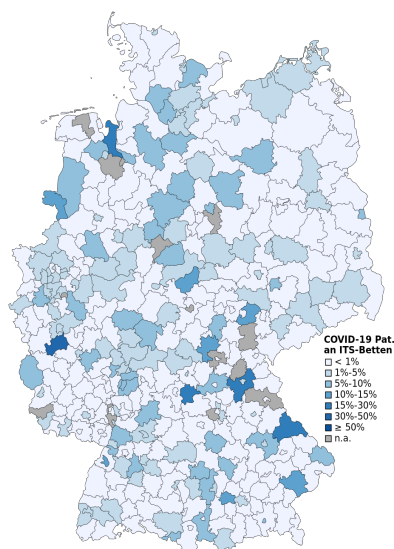 COVID-19 Pat.
an ITS-Betten
< 1%
1%-5%
5%-10%
10%-15%
15%-30%
30%-50%
≥ 50%
n.a.